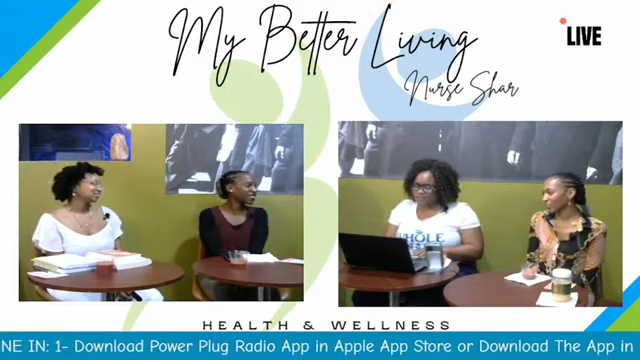 My Better Living
LIVE
Nurse Shar
WHOLE
HEALTH & WELLNESS
NE IN: 1- Download Power Plug Radio App in Apple App Store or Download The App in